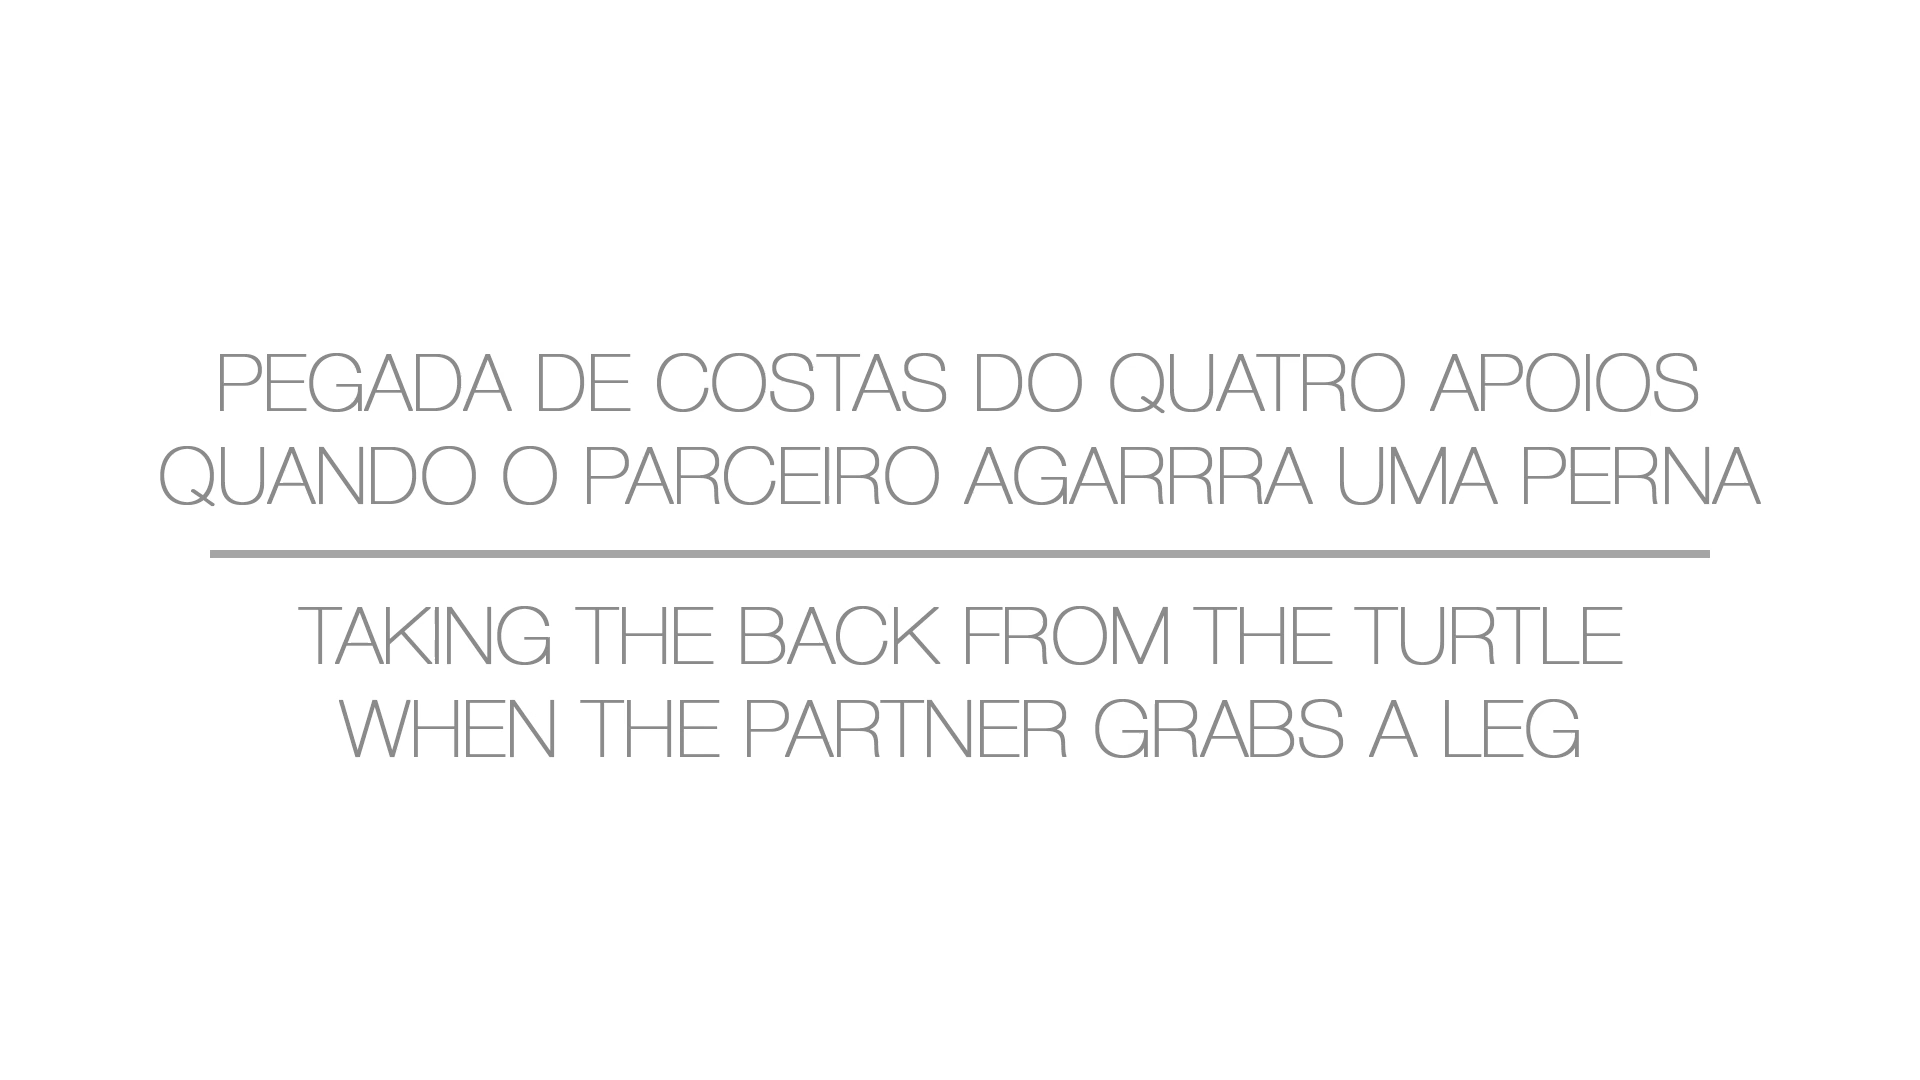 PEGADA DE COSTAS DO QUATRO APOIOS
QUANDO O PARCEIRO AGARRRA UMA PERNA
TAKING THE BACK FROM THE TURTLE
WHEN THE PARTNER GRABS A LEG